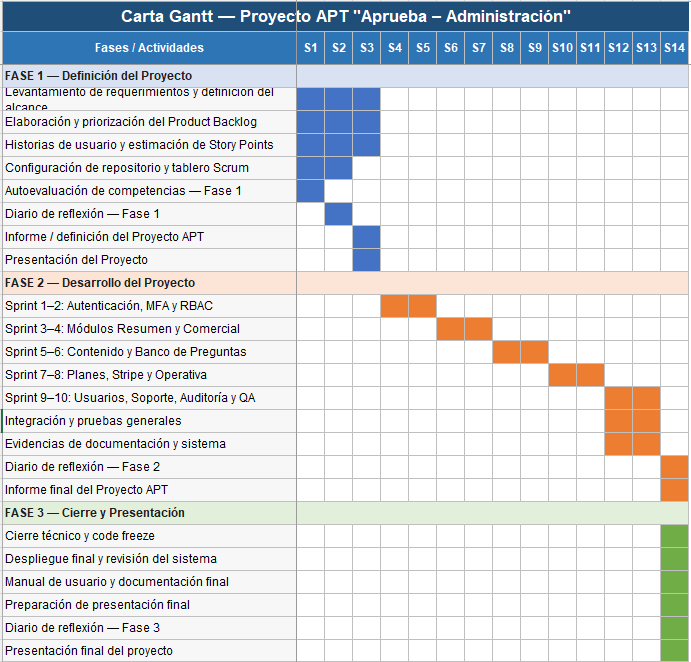 Carta Gantt — Proyecto APT "Aprueba – Administración"
Fases / Actividades S1 S2 S3 S4 S5 S6 S7 S8 S9 S10 S11 S12 S13 S14
FASE 1 — Definición del Proyecto
Levantamiento de requerimientos y definición del
alcance
Elaboración y priorización del Product Backlog
Historias de usuario y estimación de Story Points
Configuración de repositorio y tablero Scrum
Autoevaluación de competencias — Fase 1
Diario de reflexión — Fase 1
Informe / definición del Proyecto APT
Presentación del Proyecto
FASE 2 — Desarrollo del Proyecto
Sprint 1–2: Autenticación, MFA y RBAC
Sprint 3–4: Módulos Resumen y Comercial
Sprint 5–6: Contenido y Banco de Preguntas
Sprint 7–8: Planes, Stripe y Operativa
Sprint 9–10: Usuarios, Soporte, Auditoría y QA
Integración y pruebas generales
Evidencias de documentación y sistema
Diario de reflexión — Fase 2
Informe final del Proyecto APT
FASE 3 — Cierre y Presentación
Cierre técnico y code freeze
Despliegue final y revisión del sistema
Manual de usuario y documentación final
Preparación de presentación final
Diario de reflexión — Fase 3
Presentación final del proyecto